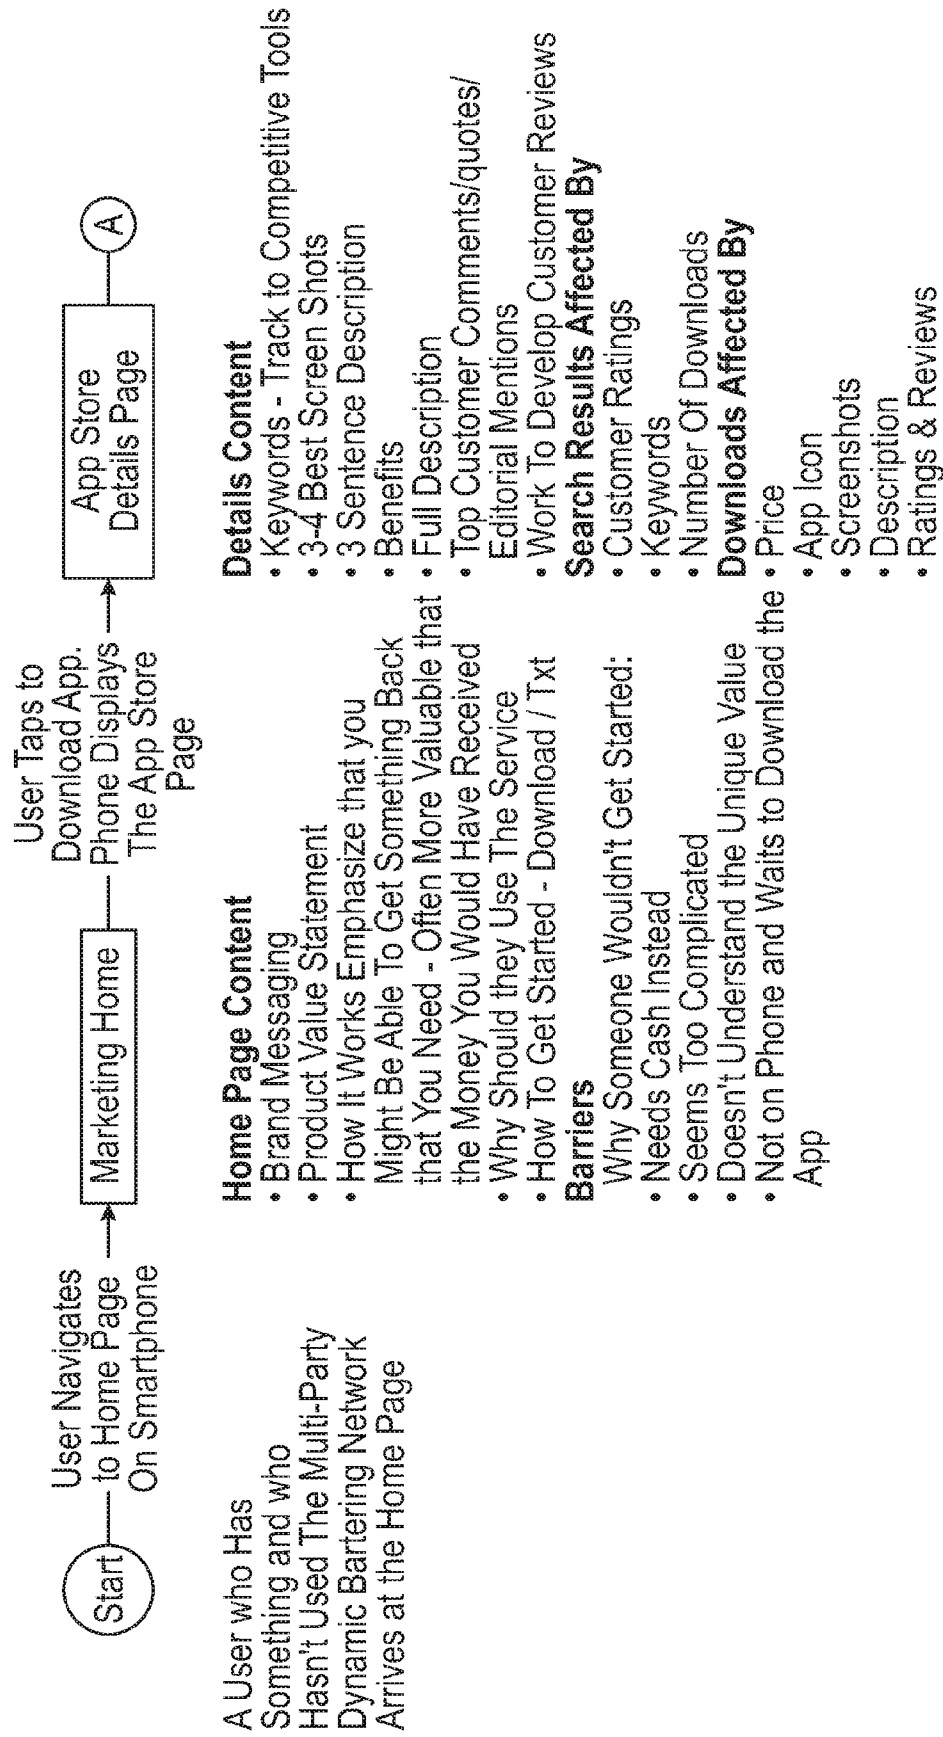 Start
User Navigates
to Home Page
On Smartphone
Marketing Home
User Taps to
Download App.
Phone Displays
The App Store
Page
App Store
Details Page
A
A User who Has
Something and who
Hasn't Used The Multi-Party
Dynamic Bartering Network
Arrives at the Home Page
Home Page Content
• Brand Messaging
• Product Value Statement
• How It Works Emphasize that you
Might Be Able To Get Something Back
that You Need - Often More Valuable that
the Money You Would Have Received
• Why Should they Use The Service
• How To Get Started - Download / Txt
Barriers
Why Someone Wouldn't Get Started:
• Needs Cash Instead
• Seems Too Complicated
• Doesn't Understand the Unique Value
• Not on Phone and Waits to Download the
App
Details Content
• Keywords - Track to Competitive Tools
• 3-4 Best Screen Shots
• 3 Sentence Description
• Benefits
• Full Description
• Top Customer Comments/quotes/
Editorial Mentions
• Work To Develop Customer Reviews
Search Results Affected By
• Customer Ratings
• Keywords
• Number Of Downloads
Downloads Affected By
• Price
• App Icon
• Screenshots
• Description
• Ratings & Reviews